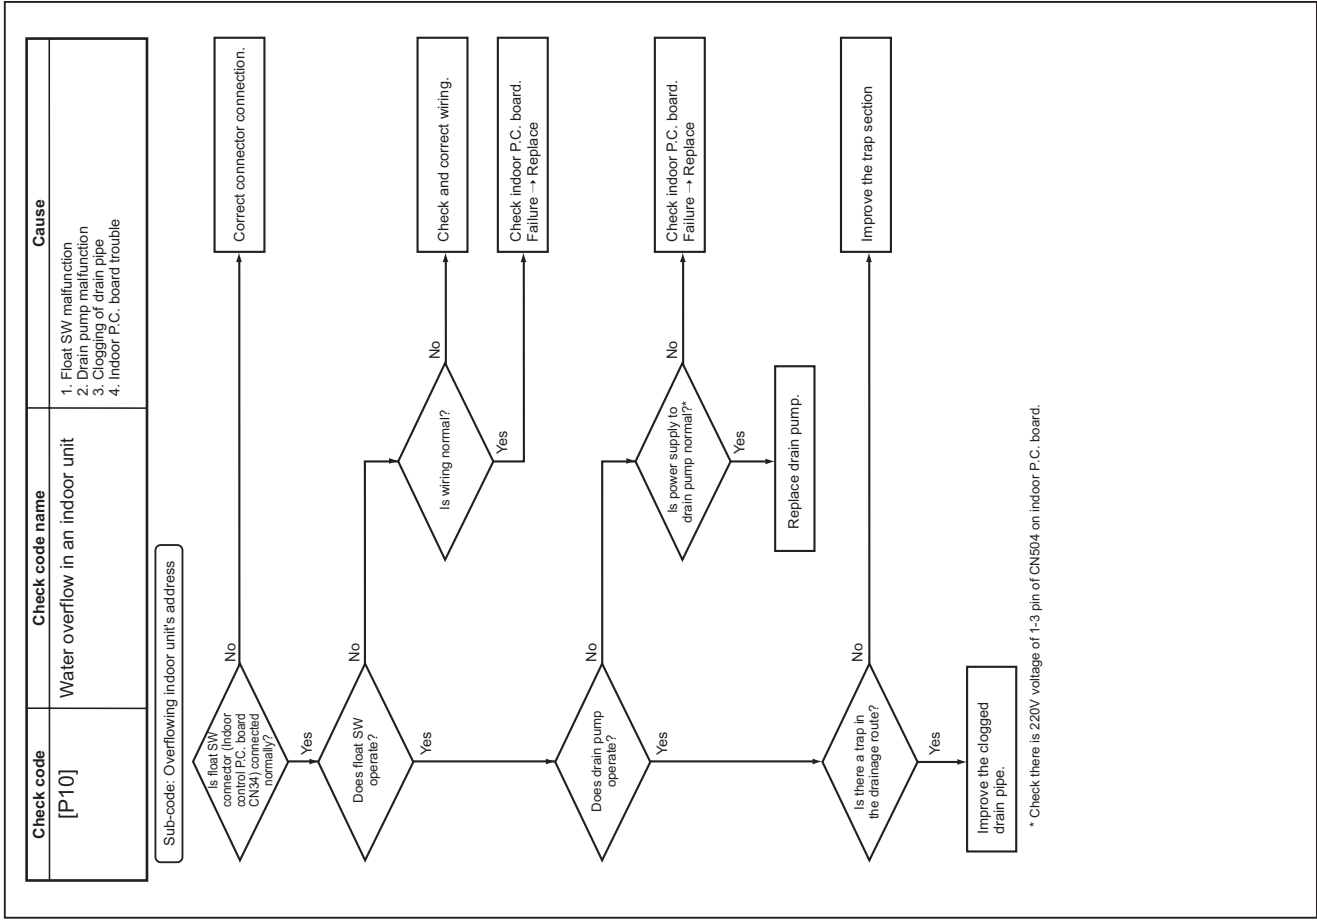 Check code
Check code name
Cause
[P10]
Water overflow in an indoor unit
1. Float SW malfunction
2. Drain pump malfunction
3. Clogging of drain pipe
4. Indoor P.C. board trouble
Sub-code: Overflowing indoor unit's address
Is float SW
connector (Indoor
control P.C. board
CN34) connected
normally?
No
Correct connector connection.
Yes
Does float SW
operate?
No
Is wiring normal?
No
Check and correct wiring.
Yes
Check indoor P.C. board.
Failure → Replace
Yes
Does drain pump
operate?
No
Is power supply to
drain pump normal?*
No
Check indoor P.C. board.
Failure → Replace
Yes
Replace drain pump.
Yes
Is there a trap in
the drainage route?
No
Improve the trap section
Yes
Improve the clogged
drain pipe.
* Check there is 220V voltage of 1-3 pin of CN504 on indoor P.C. board.